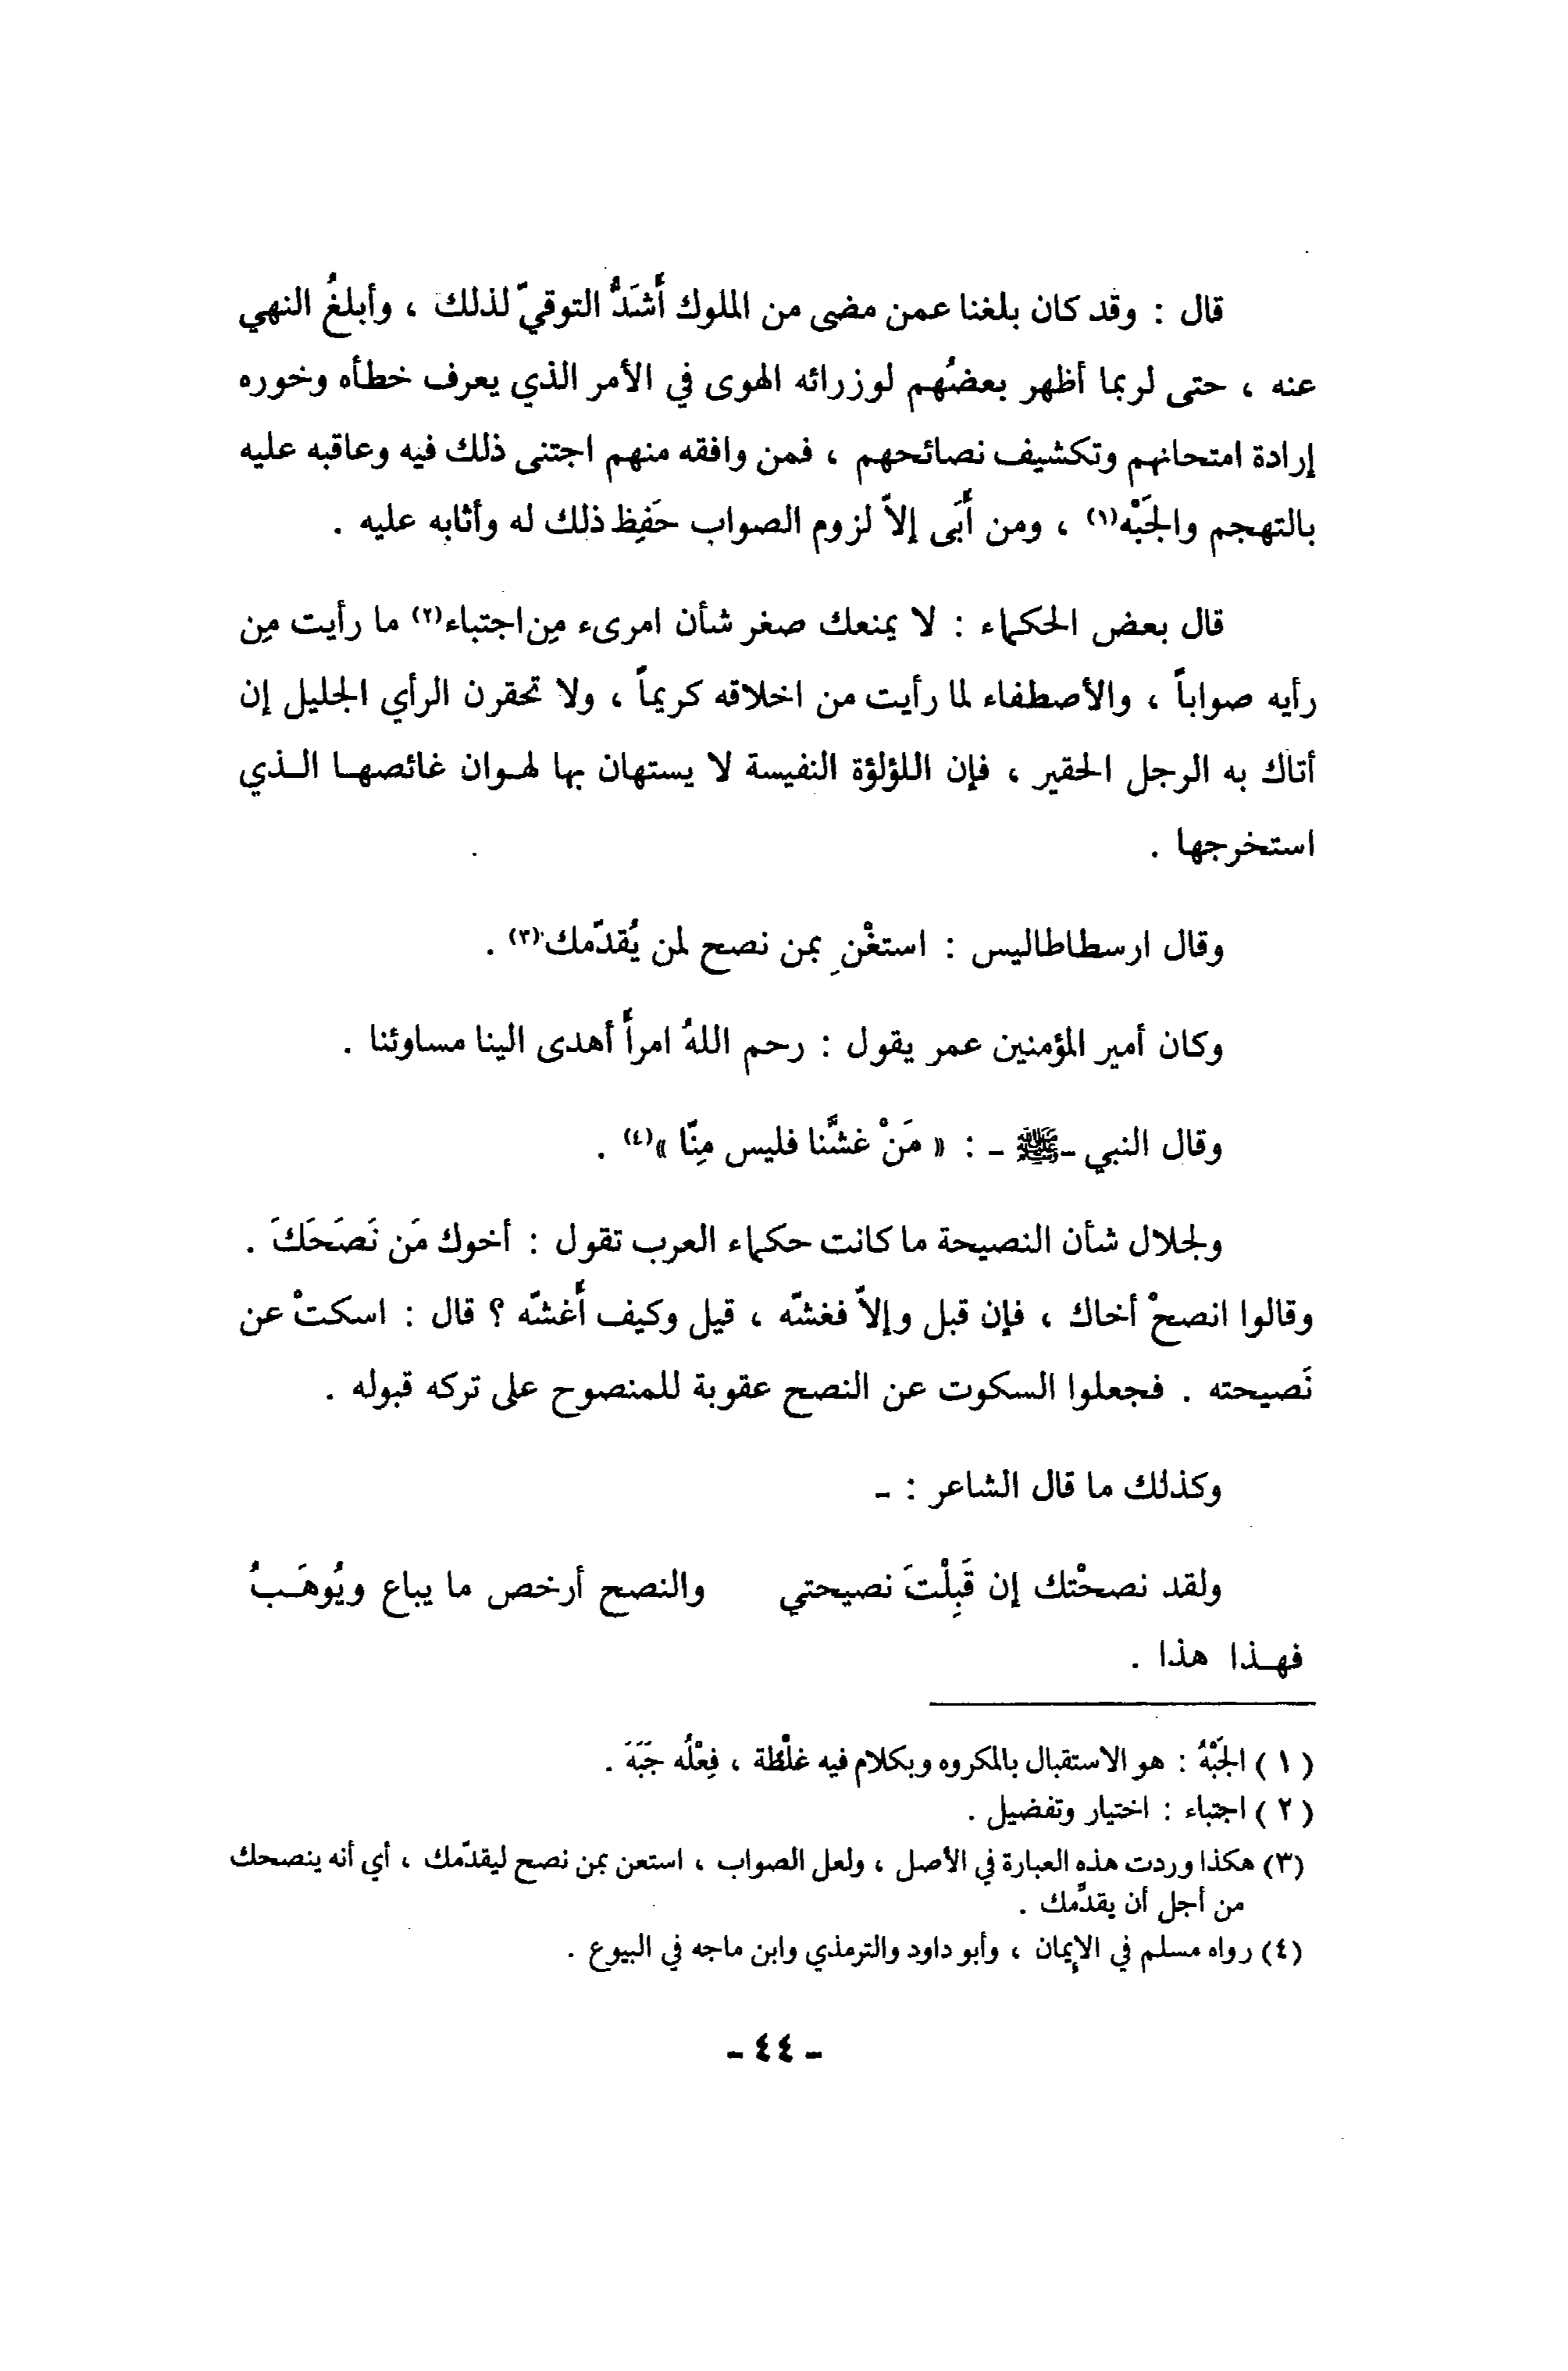 قال : وقد كان بلغنا عمن مضى من الملوك أَشَدُّ التوقيّ لذلك ، وأبلغُ النهي
عنه ، حتى لربما أظهر بعضُهم لوزرائه الهوى في الأمر الذي يعرف خطأه وخوره
إرادة امتحانهم وتكشيف نصائحهم ، فمن وافقه منهم اجتنى ذلك فيه وعاقبه عليه
بالتهجم والجَبْه(١) ، ومن أَبَى إلاّ لزوم الصواب حَفِظ ذلك له وأثابه عليه .
قال بعض الحكماء : لا يمنعك صغر شأن امرىء مِن اجتباء(٢) ما رأيت مِن
رأيه صواباً ، والأصطفاء لما رأيت من اخلاقه كريماً ، ولا تحقرن الرأي الجليل إن
أتاك به الرجل الحقير ، فإن اللؤلؤة النفيسة لا يستهان بها لهـوان غائصهـا الـذي
استخرجها .
وقال ارسطاطاليس : استغْنِ بمن نصح لمن يُقدّمك(٣) .
وكان أمير المؤمنين عمر يقول : رحم اللهُ امرأً أهدى الينا مساوئنا .
وقال النبي -ﷺ - : « مَنْ غشَّنا فليس مِنّا »(٤) .
ولجلال شأن النصيحة ما كانت حكماء العرب تقول : أخوك مَن نَصَحَكَ .
وقالوا انصحْ أخاك ، فإن قبل وإلاّ فغشّه ، قيل وكيف أَغشّه ؟ قال : اسكتْ عن
نَصيحته . فجعلوا السكوت عن النصح عقوبة للمنصوح على تركه قبوله .
وكذلك ما قال الشاعر : -
ولقد نصحْتك إن قَبِلْتَ نصيحتي والنصح أرخص ما يباع ويُوهَـبُ
فهـذا هذا .
( ١ ) الجَبْهُ : هو الاستقبال بالمكروه وبكلام فيه غلْظة ، فِعْلُه جَبَهَ .
( ٢ ) اجتباء : اختيار وتفضيل .
(٣) هكذا وردت هذه العبارة في الأصل ، ولعل الصواب ، استعن بمن نصح ليقدّمك ، أي أنه ينصحك
من أجل أن يقدِّمك .
(٤) رواه مسلم في الإيمان ، وأبو داود والترمذي وابن ماجه في البيوع .
- ٤٤ -